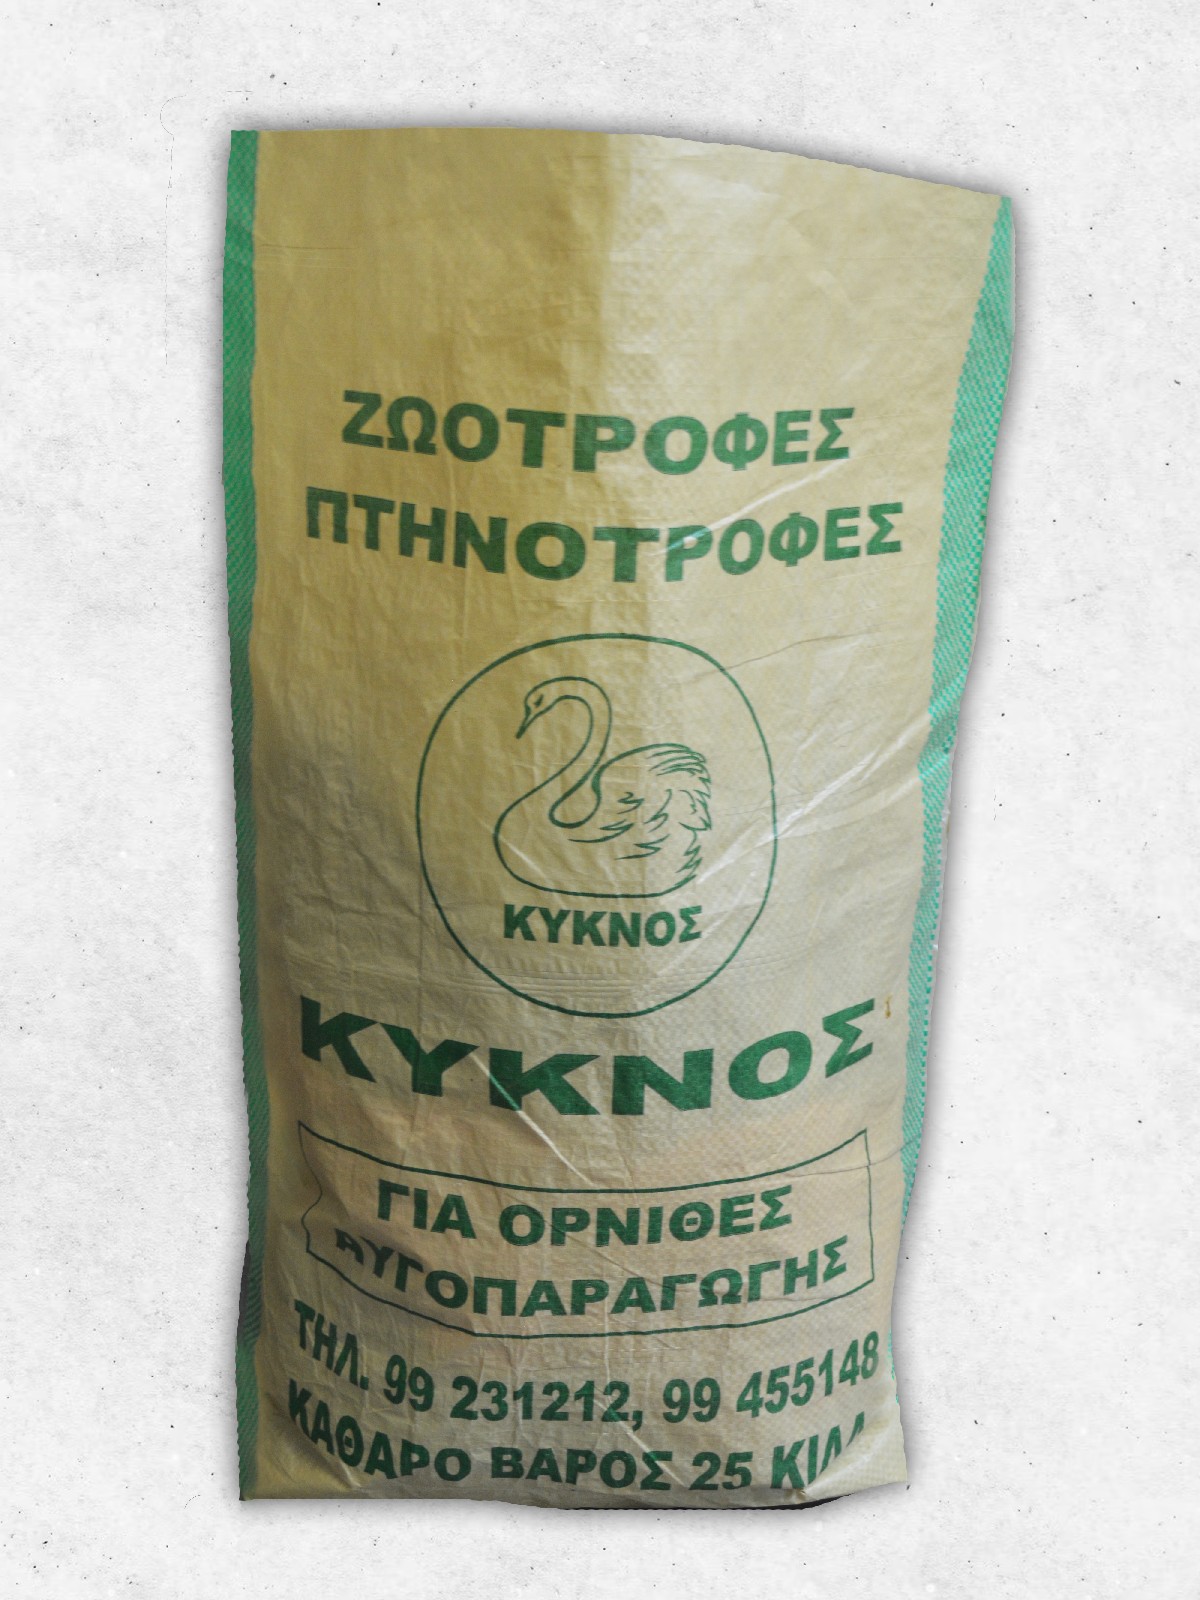 ΖΩΟΤΡΟΦΕΣ
ΠΤΗΝΟΤΡΟΦΕΣ
ΚΥΚΝΟΣ
ΚΥΚΝΟΣ
ΓΙΑ ΟΡΝΙΘΕΣ
ΑΥΓΟΠΑΡΑΓΩΓΗΣ
ΤΗΛ. 99 231212, 99 455148
ΚΑΘΑΡΟ ΒΑΡΟΣ 25 ΚΙΛΑ